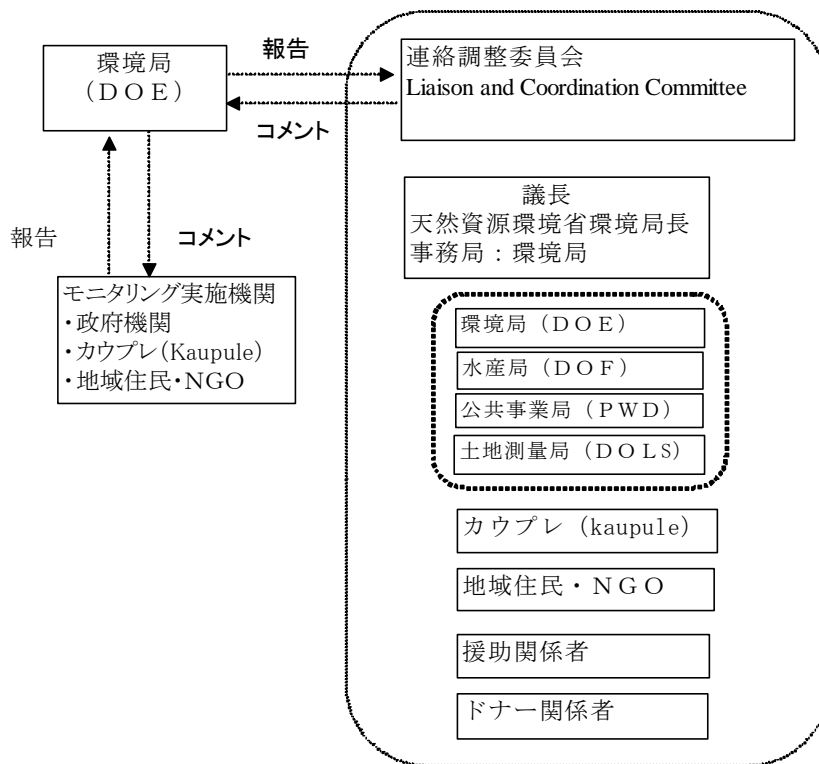 環境局
（ＤＯＥ）
報告
コメント
報告
コメント
モニタリング実施機関
・政府機関
・カウプレ(Kaupule)
・地域住民・ＮＧＯ
連絡調整委員会
Liaison and Coordination Committee
議長
天然資源環境省環境局長
事務局：環境局
環境局（ＤＯＥ）
水産局（ＤＯＦ）
公共事業局（ＰＷＤ）
土地測量局（ＤＯＬＳ）
カウプレ（kaupule）
地域住民・ＮＧＯ
援助関係者
ドナー関係者